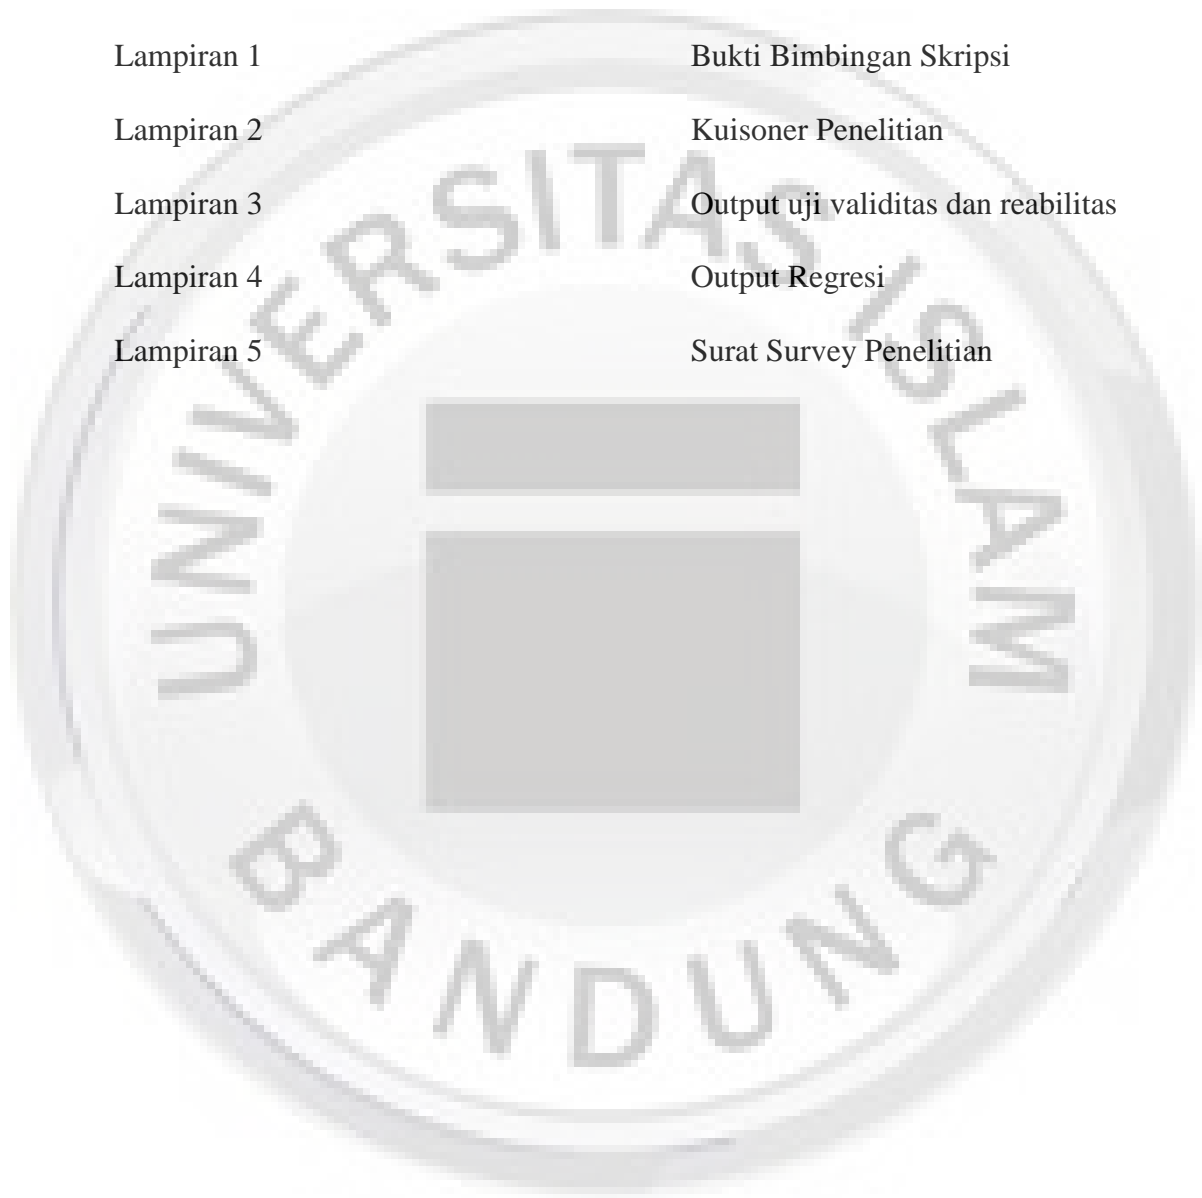 Lampiran 1 Bukti Bimbingan Skripsi
Lampiran 2 Kuisoner Penelitian
Lampiran 3 Output uji validitas dan reabilitas
Lampiran 4 Output Regresi
Lampiran 5 Surat Survey Penelitian
UNIVERSITAS ISLAM
BANDUNG